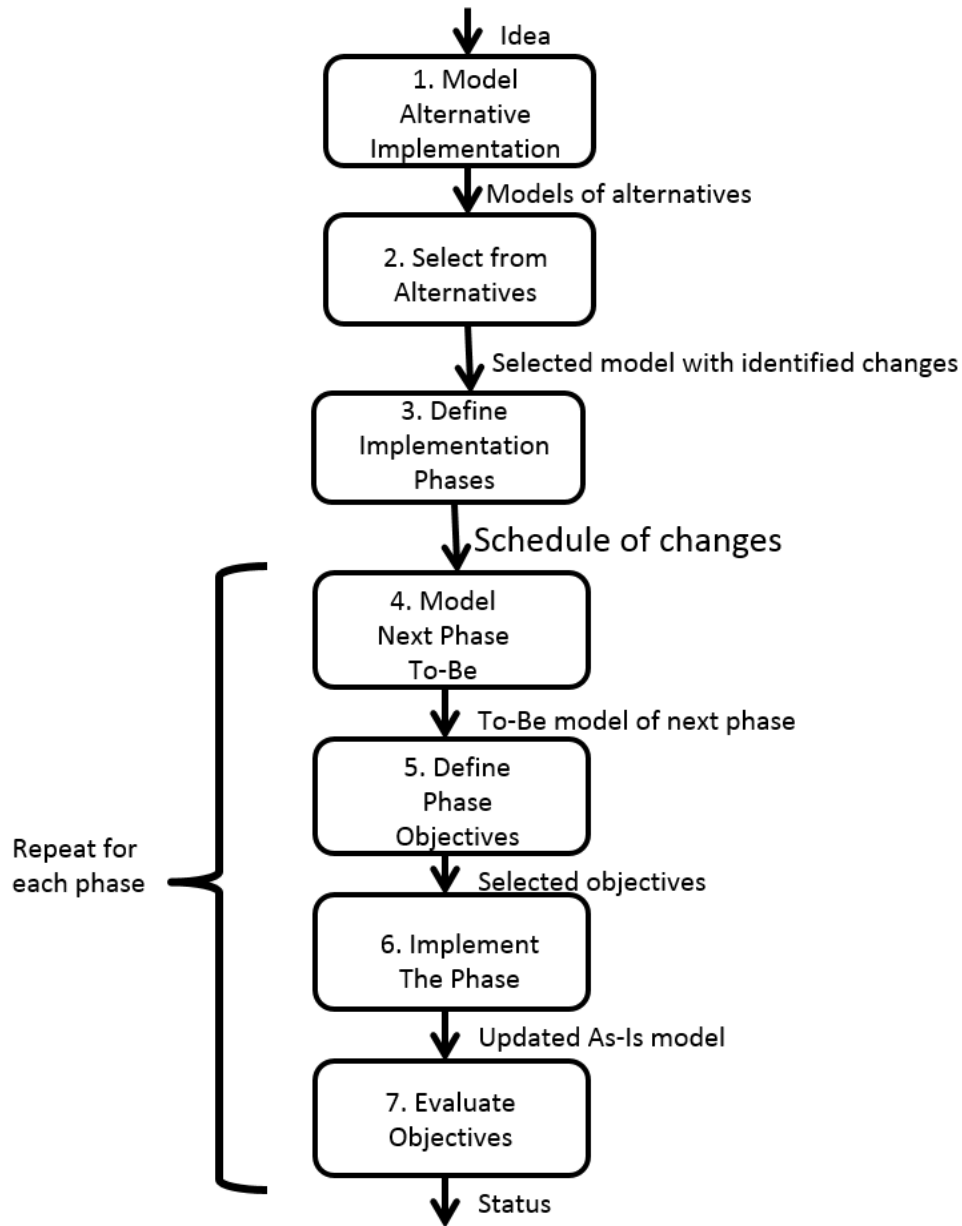 Idea
1. Model
Alternative
Implementation
Models of alternatives
2. Select from
Alternatives
Selected model with identified changes
3. Define
Implementation
Phases
Schedule of changes
4. Model
Next Phase
To-Be
To-Be model of next phase
5. Define
Phase
Objectives
Repeat for
each phase
Selected objectives
6. Implement
The Phase
Updated As-Is model
7. Evaluate
Objectives
Status